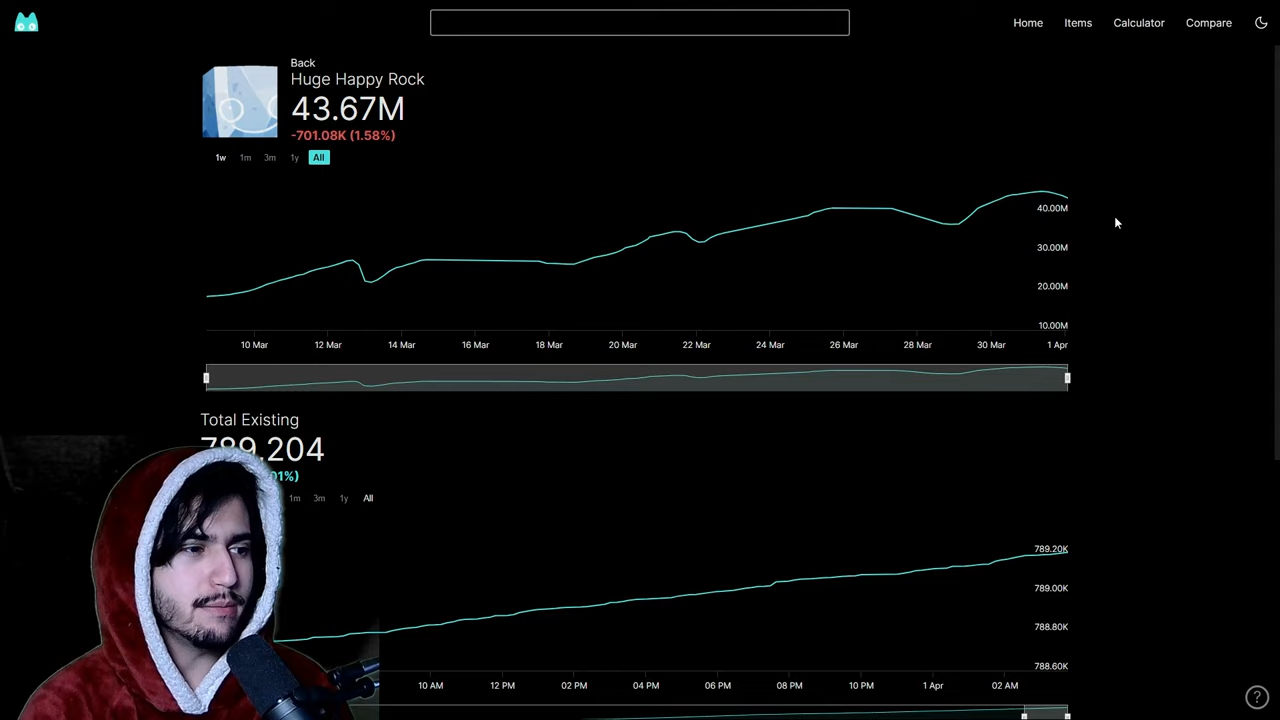 Home Items Calculator Compare
Back
Huge Happy Rock
43.67M
-701.08K (1.58%)
1w 1m 3m 1y All
40.00M
30.00M
20.00M
10.00M
10 Mar 12 Mar 14 Mar 16 Mar 18 Mar 20 Mar 22 Mar 24 Mar 26 Mar 28 Mar 30 Mar 1 Apr
Total Existing
789,204
1m 3m 1y All
789.20K
789.00K
788.80K
788.60K
10 AM 12 PM 02 PM 04 PM 06 PM 08 PM 10 PM 1 Apr 02 AM
?